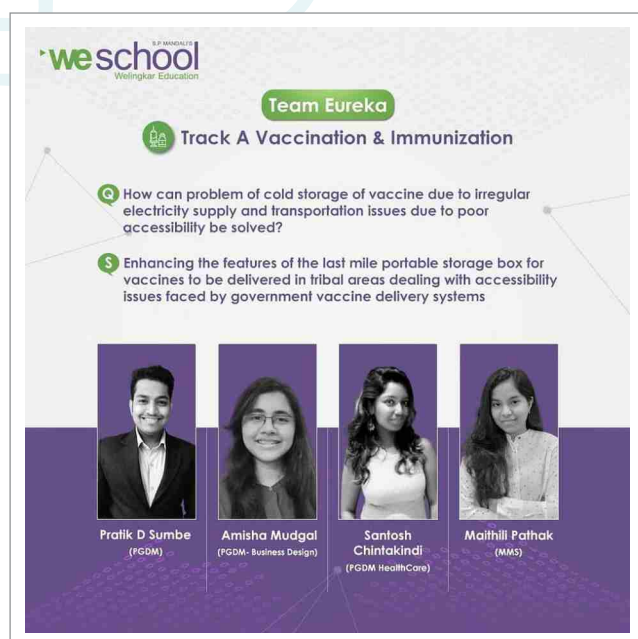 S.P. MANDALI'S
weschool
Welingkar Education
Team Eureka
Track A Vaccination & Immunization
Q How can problem of cold storage of vaccine due to irregular
electricity supply and transportation issues due to poor
accessibility be solved?
S Enhancing the features of the last mile portable storage box for
vaccines to be delivered in tribal areas dealing with accessibility
issues faced by government vaccine delivery systems
Pratik D Sumbe
(PGDM)
Amisha Mudgal
(PGDM- Business Design)
Santosh
Chintakindi
(PGDM HealthCare)
Maithili Pathak
(MMS)